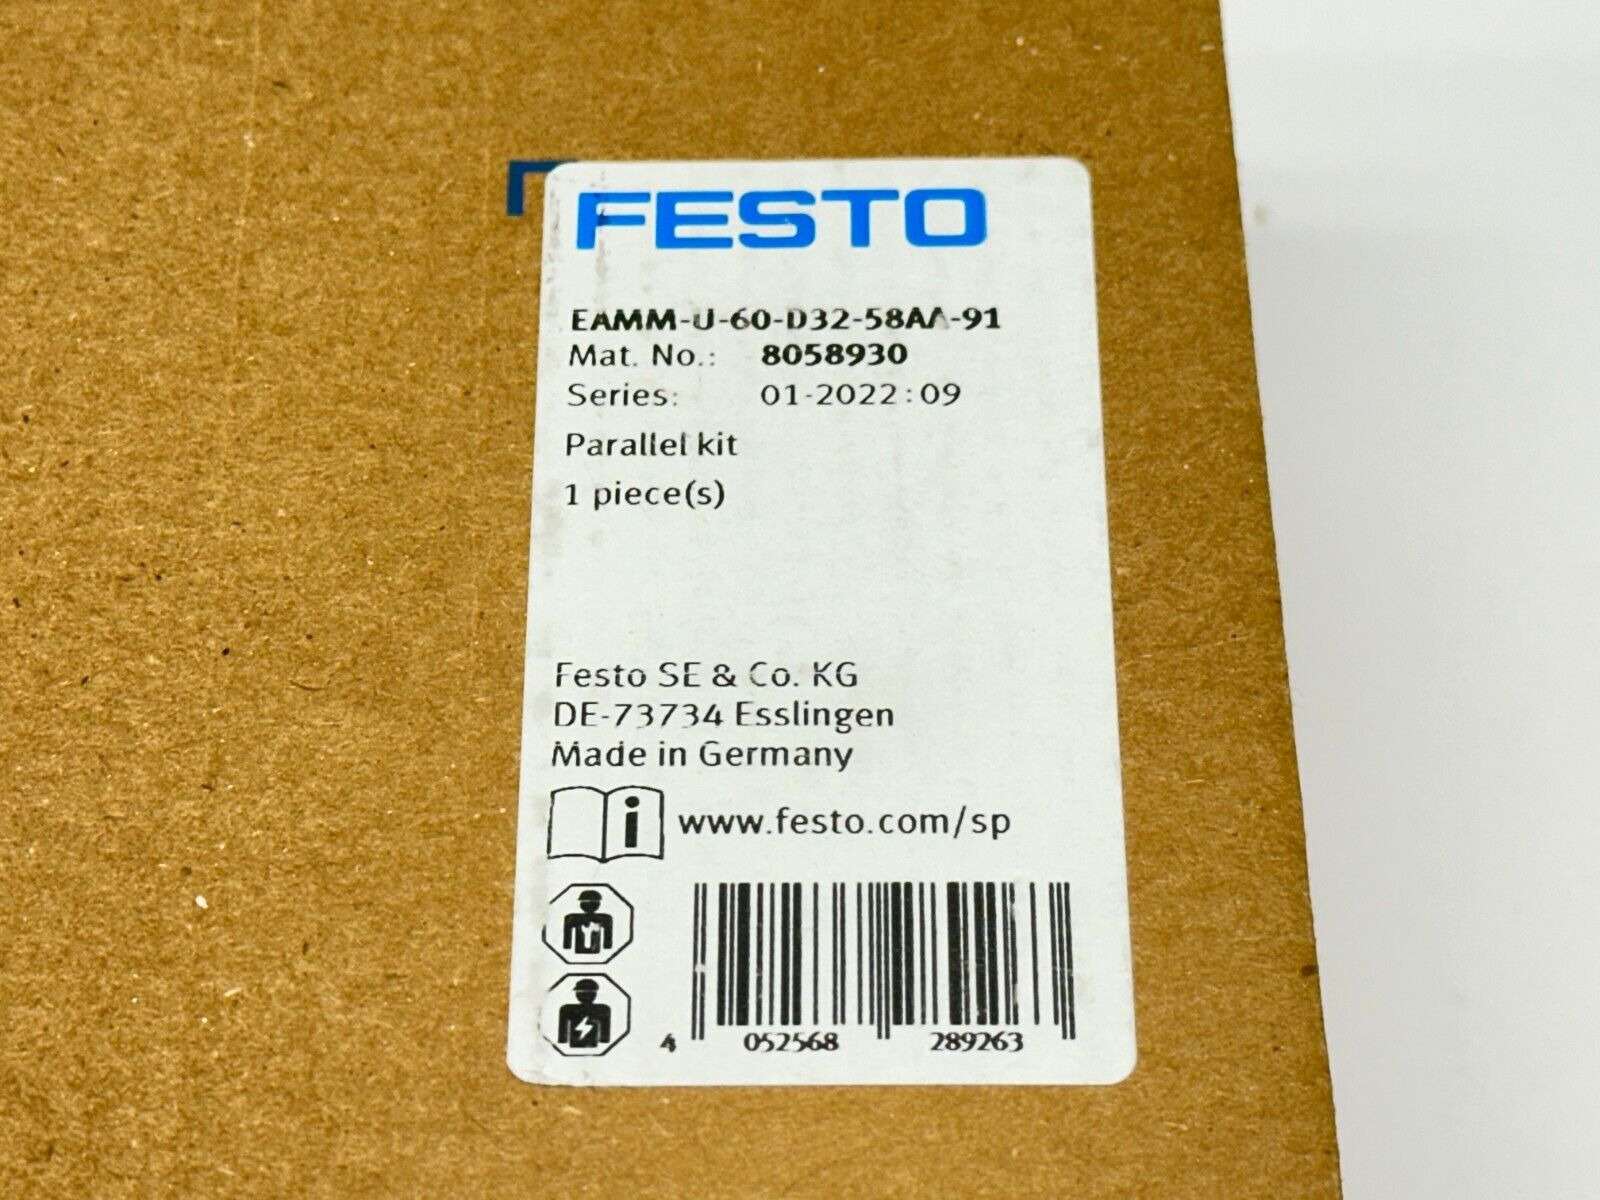 FESTO
EAMM-U-60-D32-58AA-91
Mat. No.: 8058930
Series: 01-2022:09
Parallel kit
1 piece(s)
Festo SE & Co. KG
DE-73734 Esslingen
Made in Germany
i www.festo.com/sp
4 052568 289263